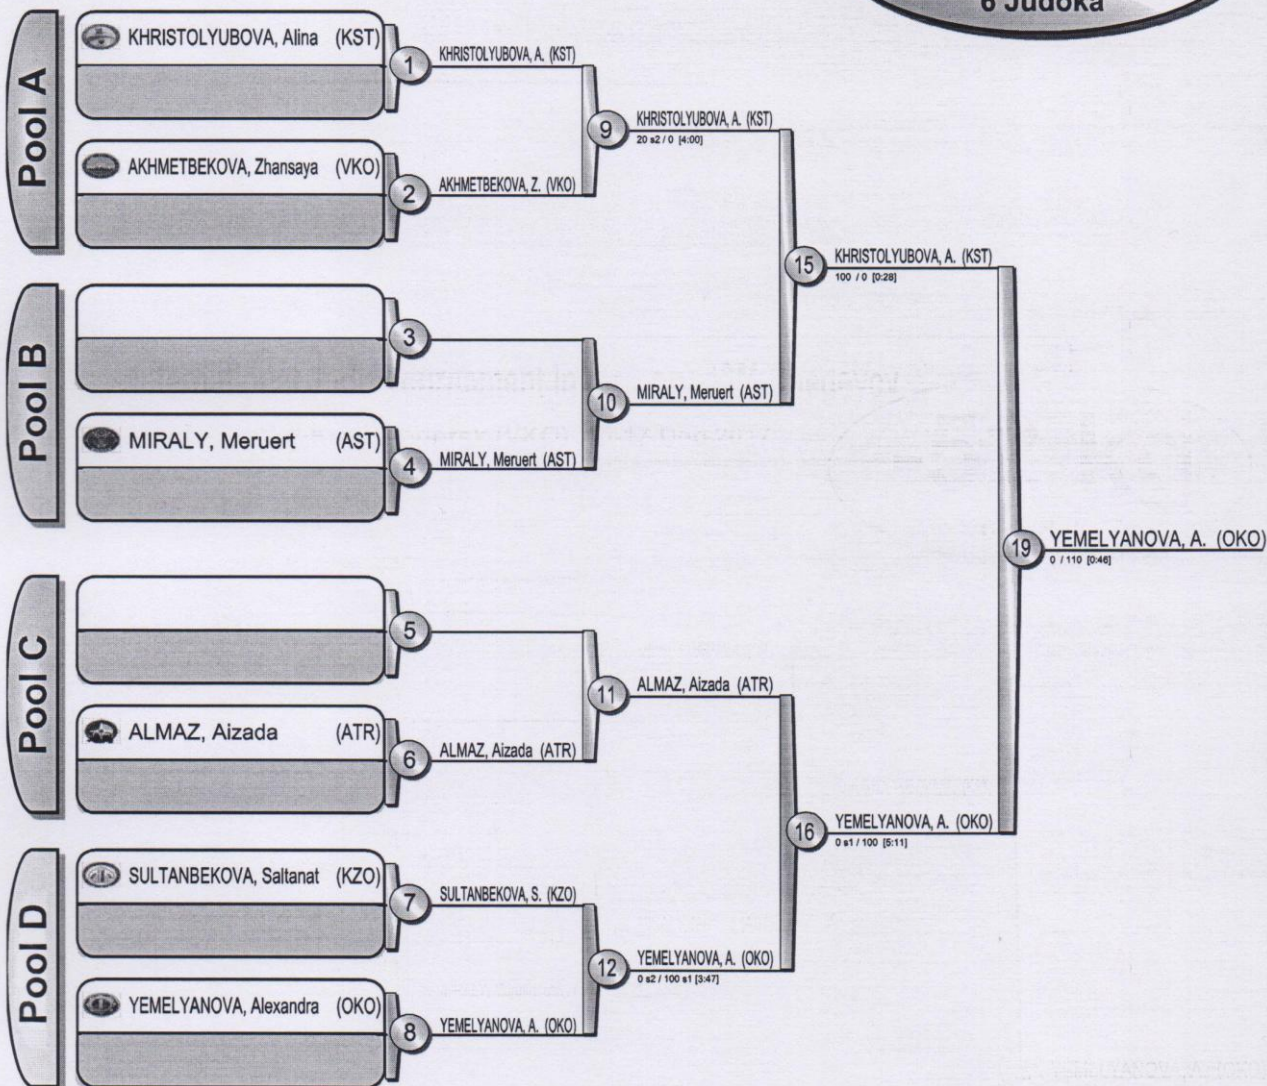 6 Judoka
Pool A
KHRISTOLYUBOVA, Alina (KST)
1
KHRISTOLYUBOVA, A. (KST)
AKHMETBEKOVA, Zhansaya (VKO)
2
AKHMETBEKOVA, Z. (VKO)
9
KHRISTOLYUBOVA, A. (KST)
20 s2 / 0 [4:00]
Pool B
3
MIRALY, Meruert (AST)
4
MIRALY, Meruert (AST)
10
MIRALY, Meruert (AST)
15
KHRISTOLYUBOVA, A. (KST)
100 / 0 [0:28]
Pool C
5
ALMAZ, Aizada (ATR)
6
ALMAZ, Aizada (ATR)
11
ALMAZ, Aizada (ATR)
Pool D
SULTANBEKOVA, Saltanat (KZO)
7
SULTANBEKOVA, S. (KZO)
YEMELYANOVA, Alexandra (OKO)
8
YEMELYANOVA, A. (OKO)
12
YEMELYANOVA, A. (OKO)
0 s2 / 100 s1 [3:47]
16
YEMELYANOVA, A. (OKO)
0 s1 / 100 [5:11]
19
YEMELYANOVA, A. (OKO)
0 / 110 [0:46]